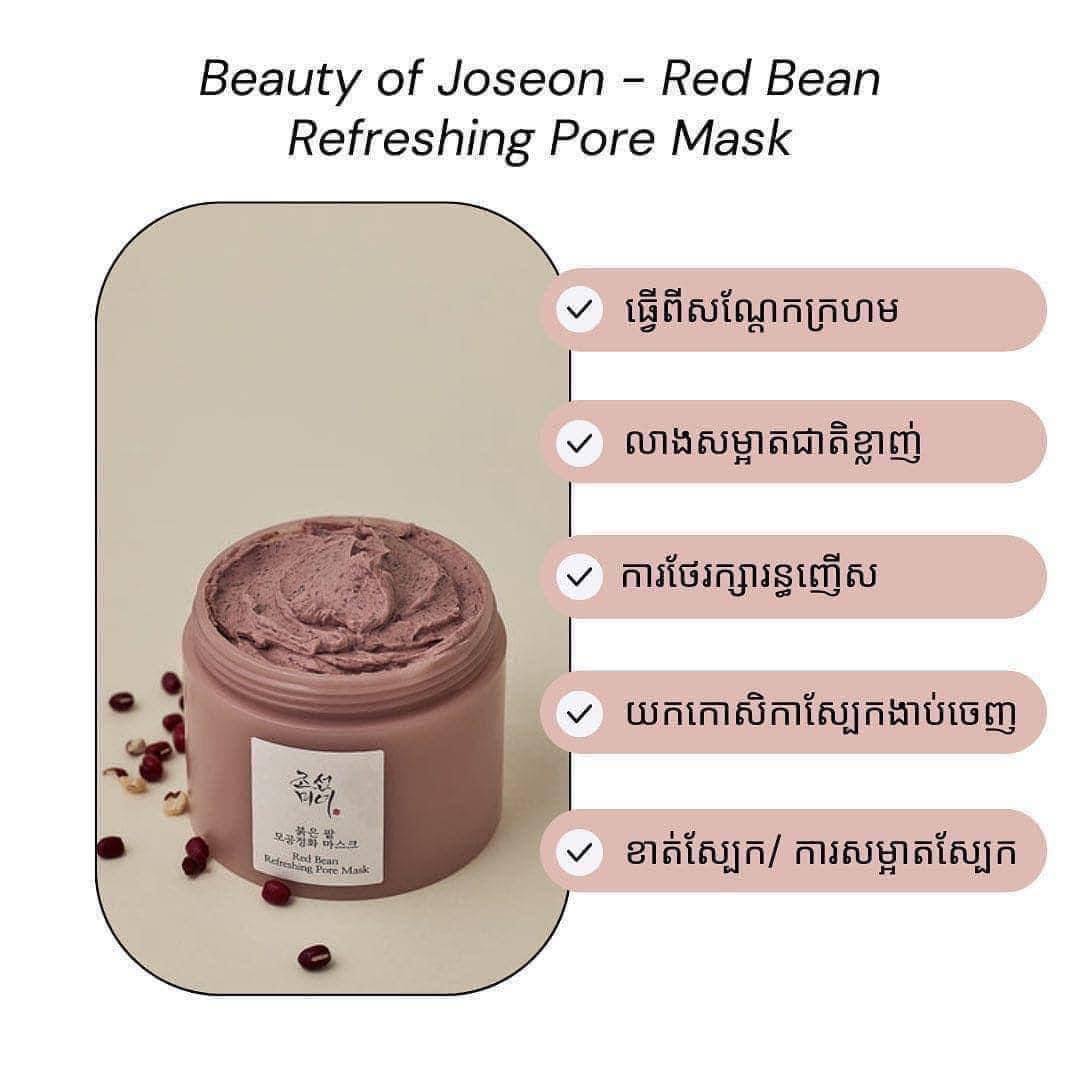 Beauty of Joseon - Red Bean
Refreshing Pore Mask
ធ្វើពីសណ្តែកក្រហម
លាងសម្អាតជាតិខ្លាញ់
ការថែរក្សារន្ធញើស
យកកោសិកាស្បែកងាប់ចេញ
ខាត់ស្បែក/ ការសម្អាតស្បែក
조선
미녀
붉은 팥
모공정화 마스크
Red Bean
Refreshing Pore Mask